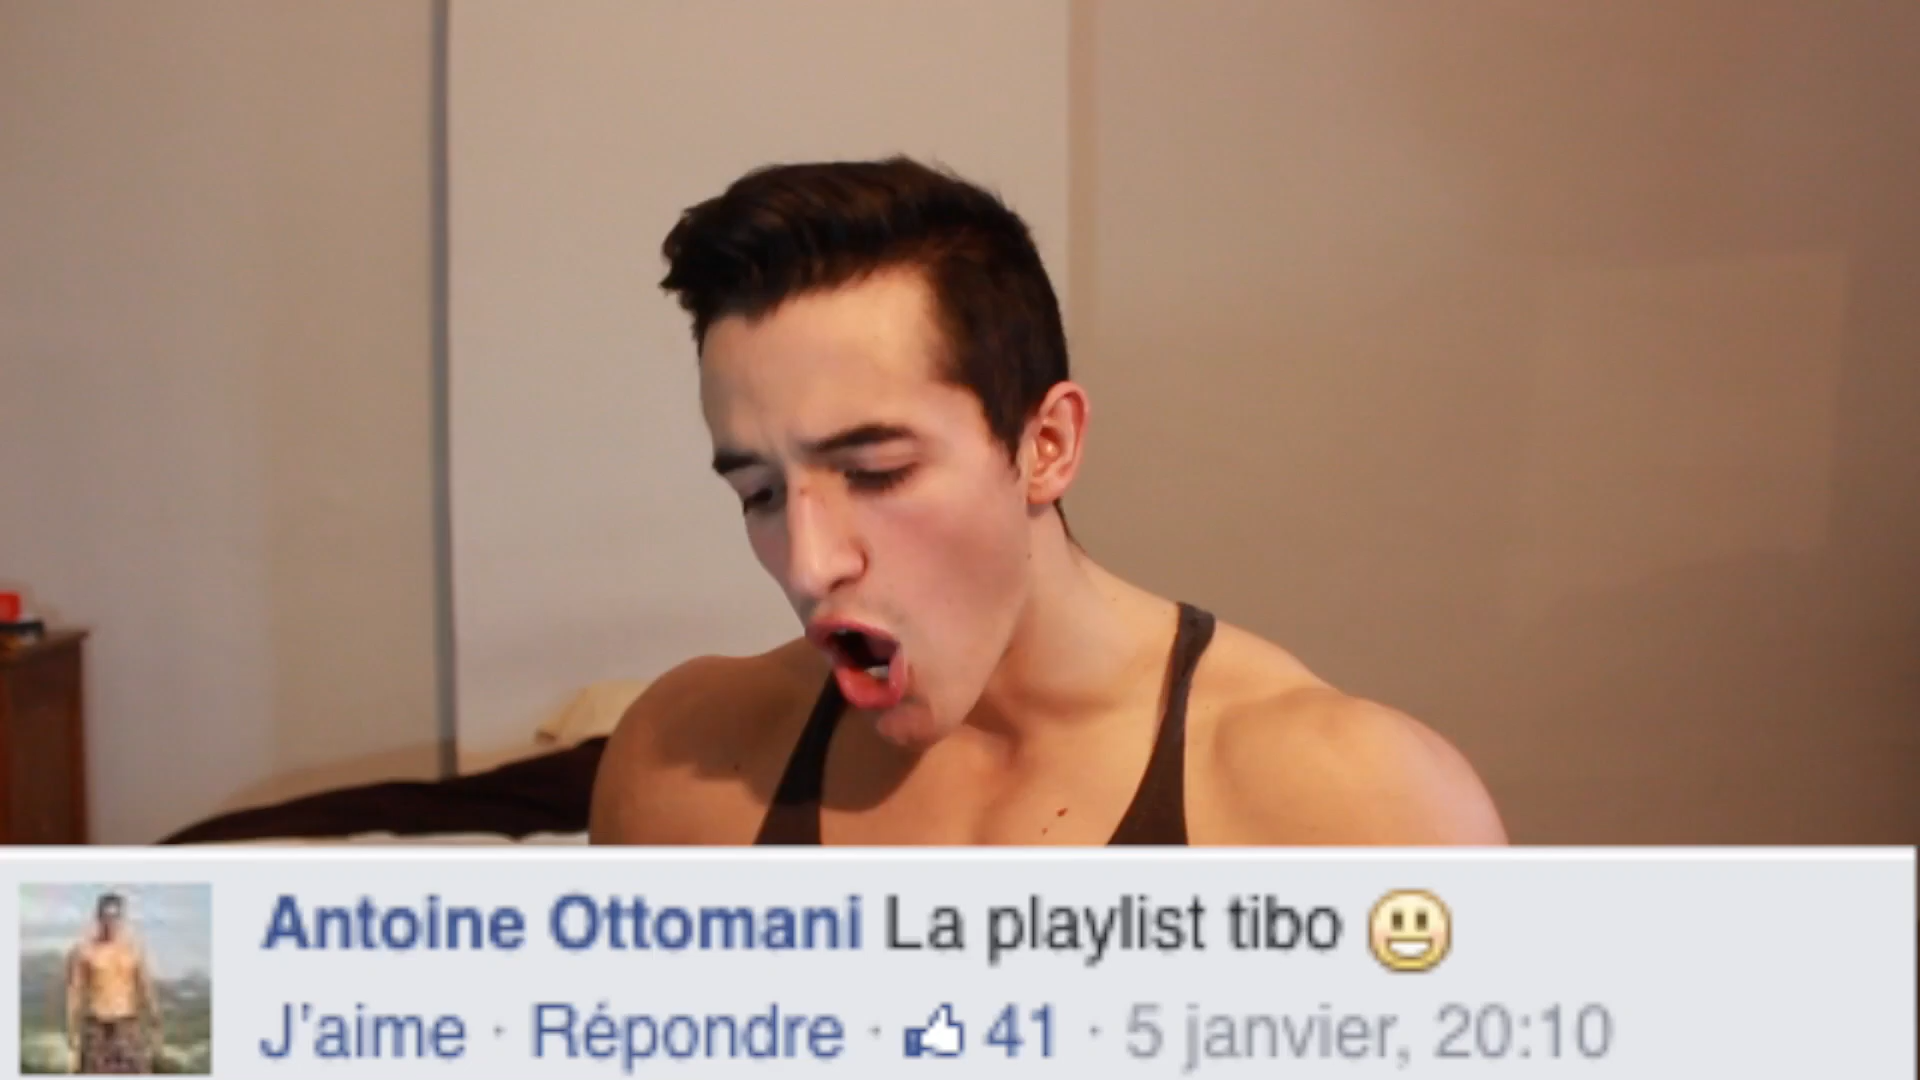 Antoine Ottomani La playlist tibo 😃
J'aime · Répondre · 41 · 5 janvier, 20:10